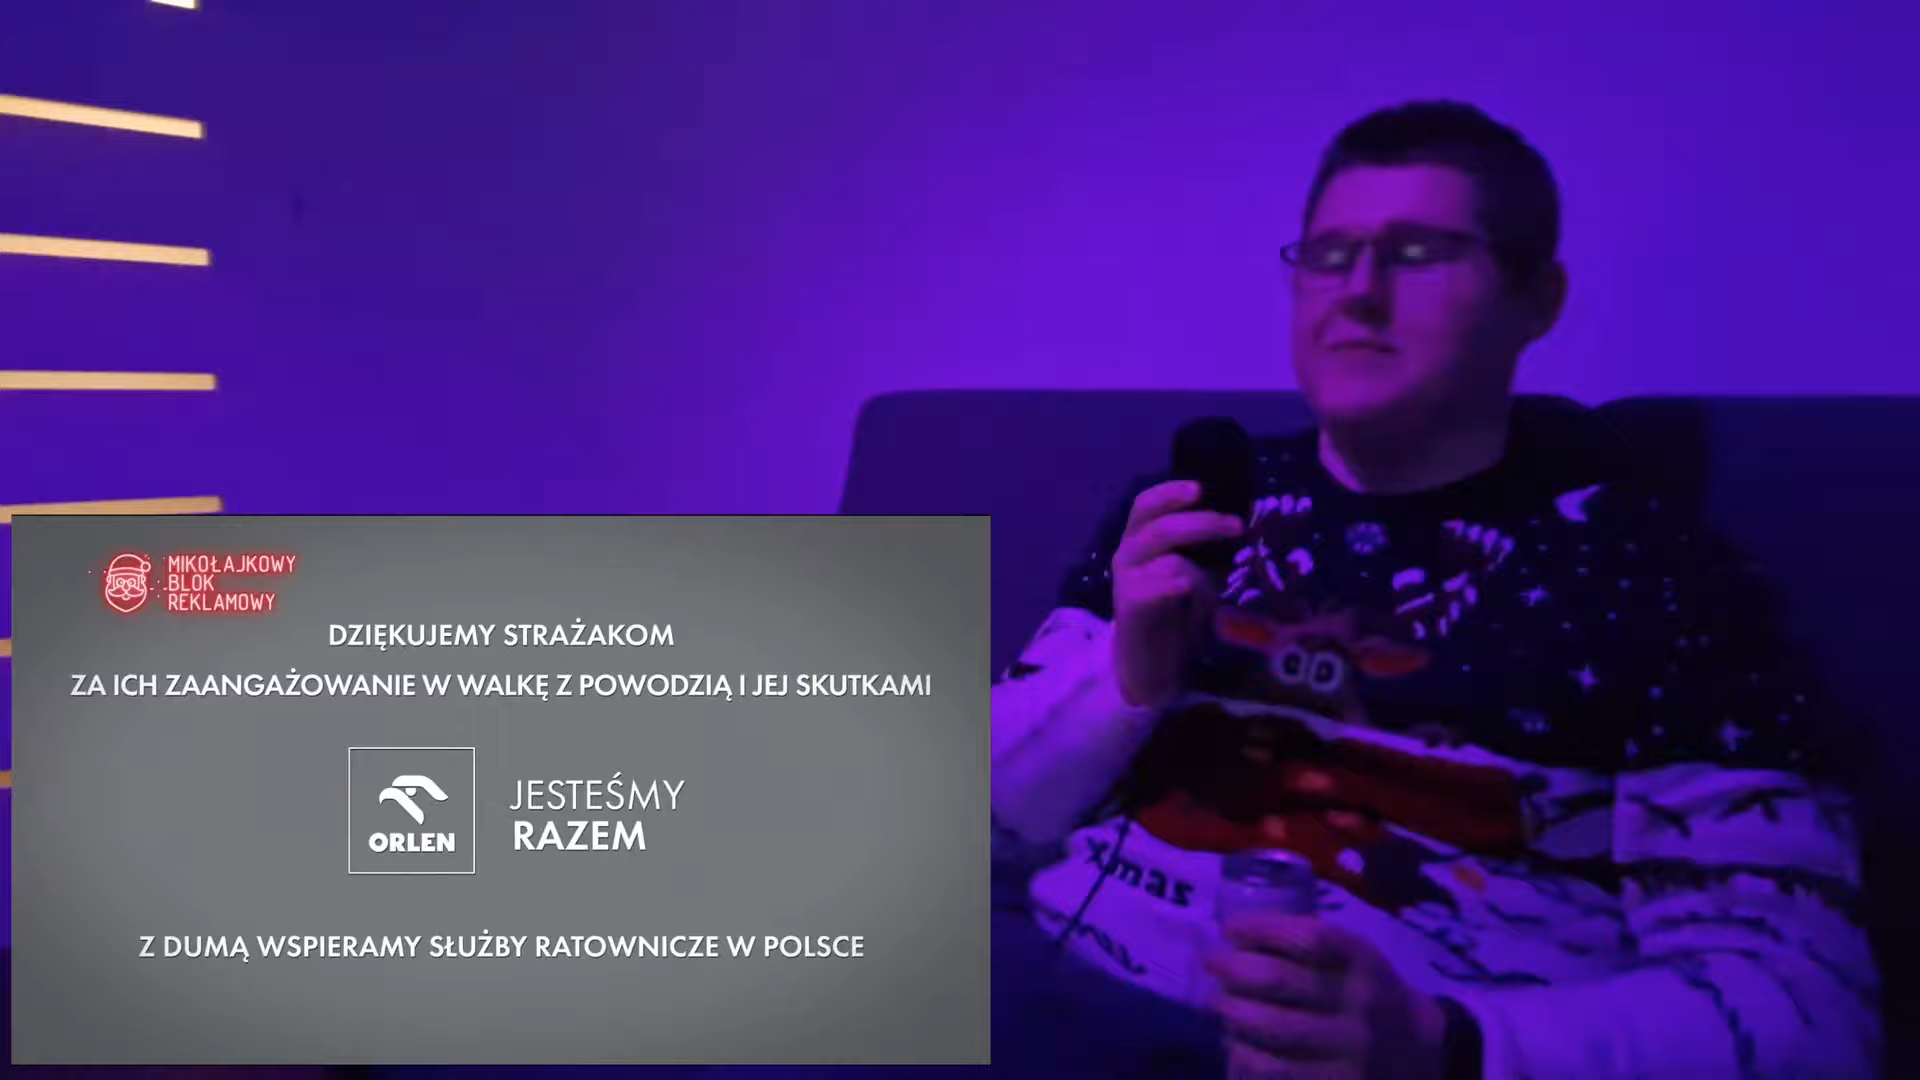 MIKOŁAJKOWY
BLOK
REKLAMOWY
DZIĘKUJEMY STRAŻAKOM
ZA ICH ZAANGAŻOWANIE W WALKĘ Z POWODZIĄ I JEJ SKUTKAMI
ORLEN
JESTEŚMY
RAZEM
Z DUMĄ WSPIERAMY SŁUŻBY RATOWNICZE W POLSCE
Xmas